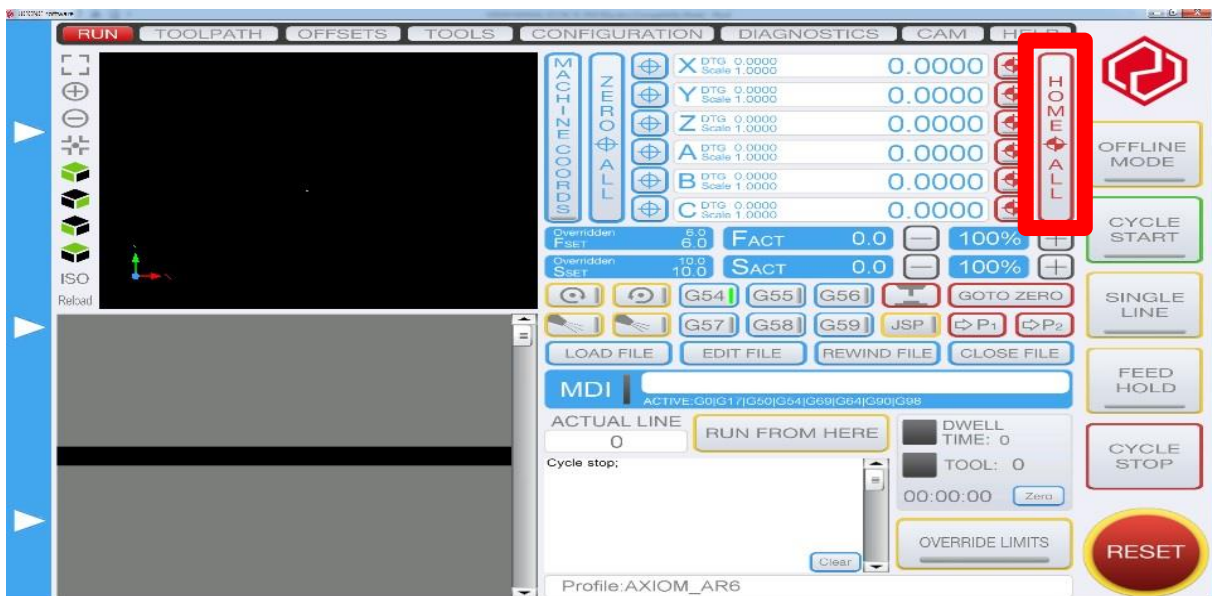 RUN TOOLPATH OFFSETS TOOLS CONFIGURATION DIAGNOSTICS CAM HELP
MACHINE COORDS
ZERO ALL
X DTG 0.0000 Scale 1.0000 0.0000
Y DTG 0.0000 Scale 1.0000 0.0000
Z DTG 0.0000 Scale 1.0000 0.0000
A DTG 0.0000 Scale 1.0000 0.0000
B DTG 0.0000 Scale 1.0000 0.0000
C DTG 0.0000 Scale 1.0000 0.0000
HOME ALL
ISO
Reload
Overridden 6.0
FSET 6.0 FACT 0.0 100%
Overridden 10.0
SSET 10.0 SACT 0.0 100%
G54 G55 G56 GOTO ZERO
G57 G58 G59 JSP P1 P2
LOAD FILE EDIT FILE REWIND FILE CLOSE FILE
MDI
ACTIVE:G0|G17|G50|G54|G69|G64|G90|G98
ACTUAL LINE
0
RUN FROM HERE
DWELL
TIME: 0
TOOL: 0
00:00:00 Zero
Cycle stop;
Clear
OVERRIDE LIMITS
Profile:AXIOM_AR6
OFFLINE
MODE
CYCLE
START
SINGLE
LINE
FEED
HOLD
CYCLE
STOP
RESET